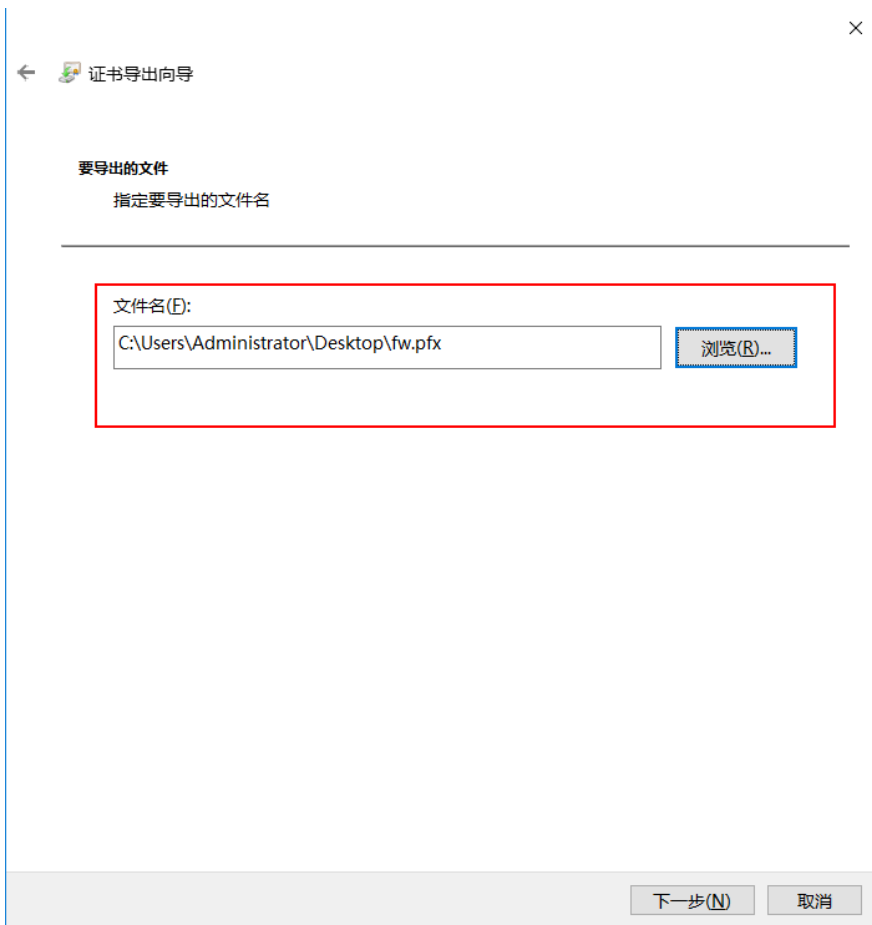 证书导出向导
要导出的文件
指定要导出的文件名
文件名(F):
C:\Users\Administrator\Desktop\fw.pfx
浏览(R)...
下一步(N)
取消